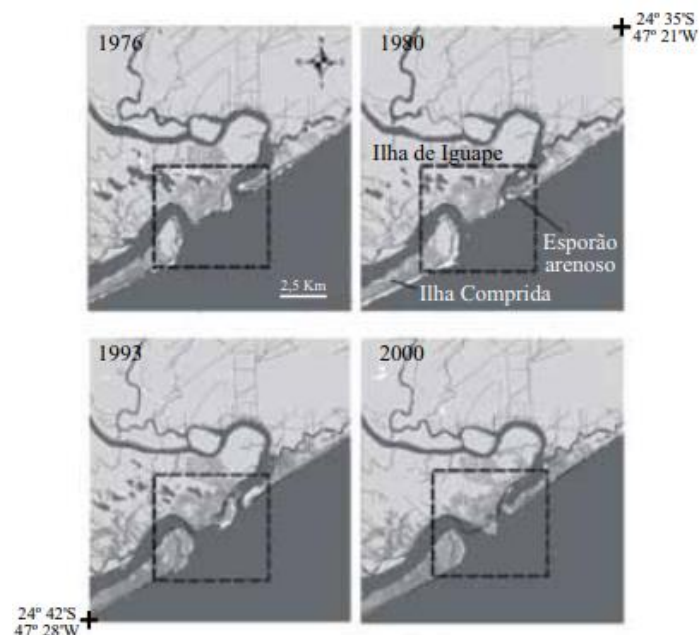 24° 35'S
47° 21'W
1976
1980
Ilha de Iguape
Esporão
arenoso
2,5 Km
Ilha Comprida
1993
2000
24° 42'S
47° 28'W